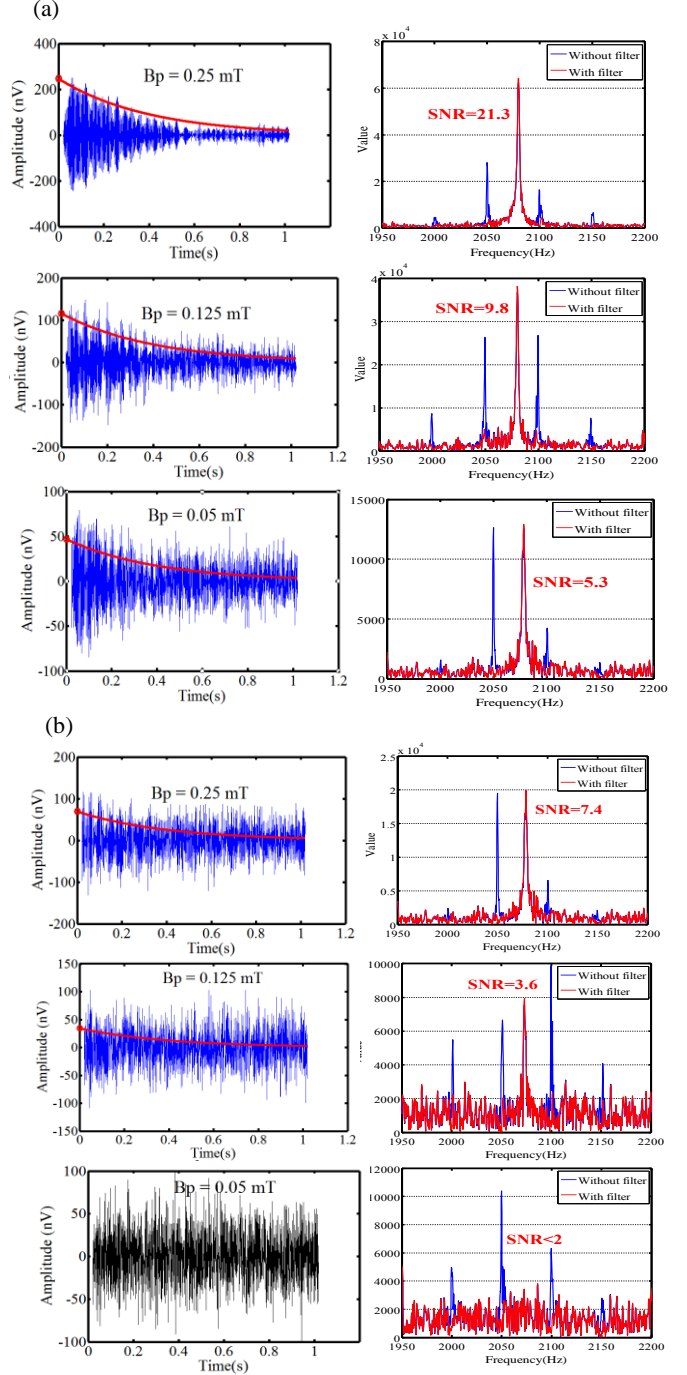 (a)
Bp = 0.25 mT
Amplitude (nV)
400
200
0
-200
-400
0 0.2 0.4 0.6 0.8 1
Time(s)
x 10⁴
Without filter
With filter
SNR=21.3
Value
8
6
4
2
0
1950 2000 2050 2100 2150 2200
Frequency(Hz)
Bp = 0.125 mT
Amplitude (nV)
200
100
0
-100
-200
0 0.2 0.4 0.6 0.8 1 1.2
Time(s)
x 10⁴
Without filter
With filter
SNR=9.8
Value
4
3
2
1
0
1950 2000 2050 2100 2150 2200
Frequency(Hz)
Bp = 0.05 mT
Amplitude (nV)
100
50
0
-50
-100
0 0.2 0.4 0.6 0.8 1 1.2
Time(s)
Without filter
With filter
SNR=5.3
15000
10000
5000
0
1950 2000 2050 2100 2150 2200
Frequency(Hz)
(b)
Bp = 0.25 mT
Amplitude (nV)
200
100
0
-100
-200
0 0.2 0.4 0.6 0.8 1 1.2
Time(s)
x 10⁴
Without filter
With filter
SNR=7.4
Value
2.5
2
1.5
1
0.5
0
1950 2000 2050 2100 2150 2200
Frequency(Hz)
Bp = 0.125 mT
Amplitude (nV)
150
100
50
0
-50
-100
-150
0 0.2 0.4 0.6 0.8 1 1.2
Time(s)
Without filter
With filter
SNR=3.6
10000
8000
6000
4000
2000
0
1950 2000 2050 2100 2150 2200
Frequency(Hz)
Bp = 0.05 mT
Amplitude (nV)
100
50
0
-50
-100
0 0.2 0.4 0.6 0.8 1
Time(s)
Without filter
With filter
SNR<2
12000
10000
8000
6000
4000
2000
0
1950 2000 2050 2100 2150 2200
Frequency(Hz)